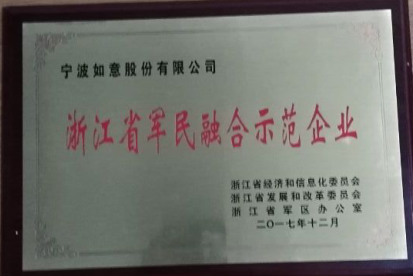 宁波如意股份有限公司
浙江省军民融合示范企业
浙江省经济和信息化委员会
浙江省发展和改革委员会
浙江省军区办公室
二〇一七年十二月